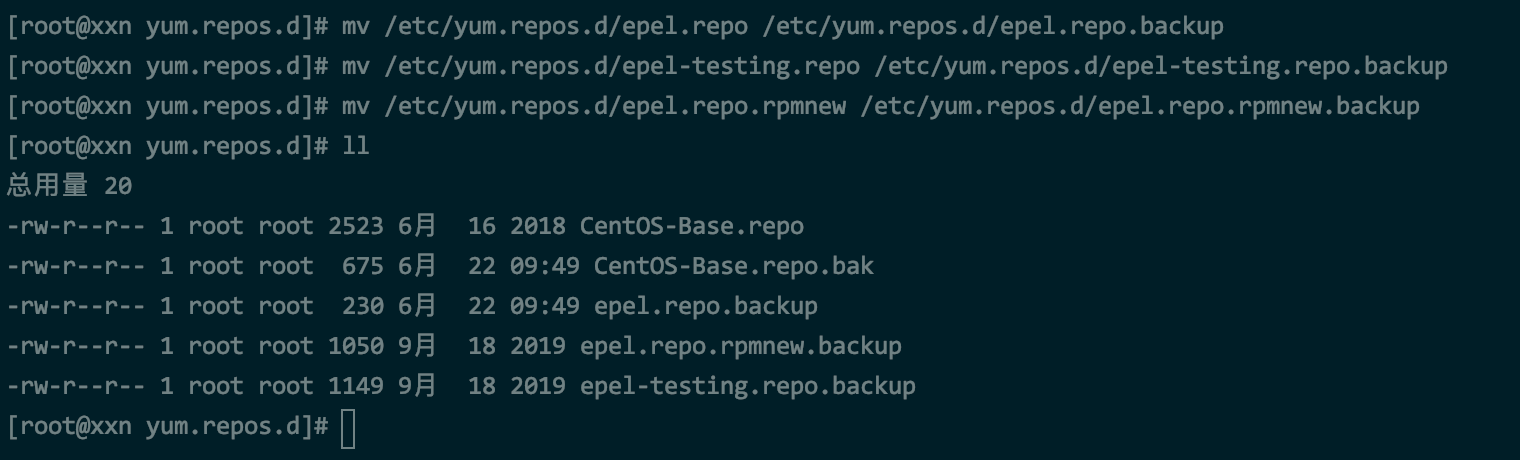 [root@xxn yum.repos.d]# mv /etc/yum.repos.d/epel.repo /etc/yum.repos.d/epel.repo.backup
[root@xxn yum.repos.d]# mv /etc/yum.repos.d/epel-testing.repo /etc/yum.repos.d/epel-testing.repo.backup
[root@xxn yum.repos.d]# mv /etc/yum.repos.d/epel.repo.rpmnew /etc/yum.repos.d/epel.repo.rpmnew.backup
[root@xxn yum.repos.d]# ll
总用量 20
-rw-r--r-- 1 root root 2523 6月  16 2018 CentOS-Base.repo
-rw-r--r-- 1 root root  675 6月  22 09:49 CentOS-Base.repo.bak
-rw-r--r-- 1 root root  230 6月  22 09:49 epel.repo.backup
-rw-r--r-- 1 root root 1050 9月  18 2019 epel.repo.rpmnew.backup
-rw-r--r-- 1 root root 1149 9月  18 2019 epel-testing.repo.backup
[root@xxn yum.repos.d]#